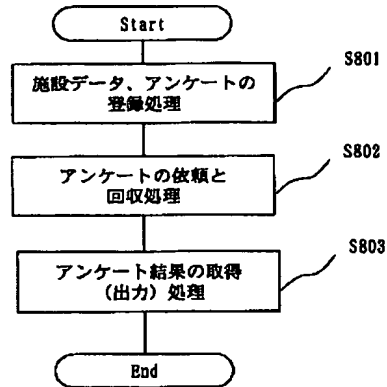 Start
施設データ、アンケートの
登録処理
S801
アンケートの依頼と
回収処理
S802
アンケート結果の取得
(出力)処理
S803
End